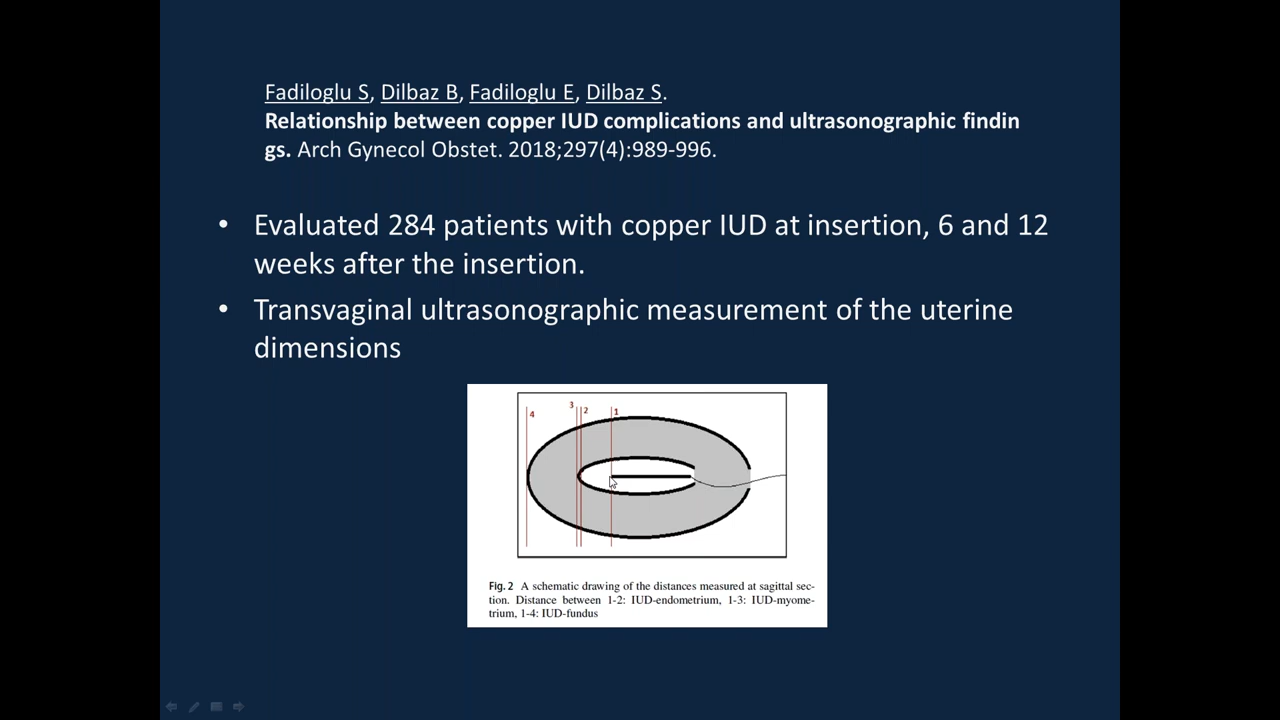 Fadiloglu S, Dilbaz B, Fadiloglu E, Dilbaz S.
Relationship between copper IUD complications and ultrasonographic findin
gs. Arch Gynecol Obstet. 2018;297(4):989-996.
• Evaluated 284 patients with copper IUD at insertion, 6 and 12
weeks after the insertion.
• Transvaginal ultrasonographic measurement of the uterine
dimensions
4 3 2 1
Fig. 2 A schematic drawing of the distances measured at sagittal sec-
tion. Distance between 1-2: IUD-endometrium, 1-3: IUD-myome-
trium, 1-4: IUD-fundus